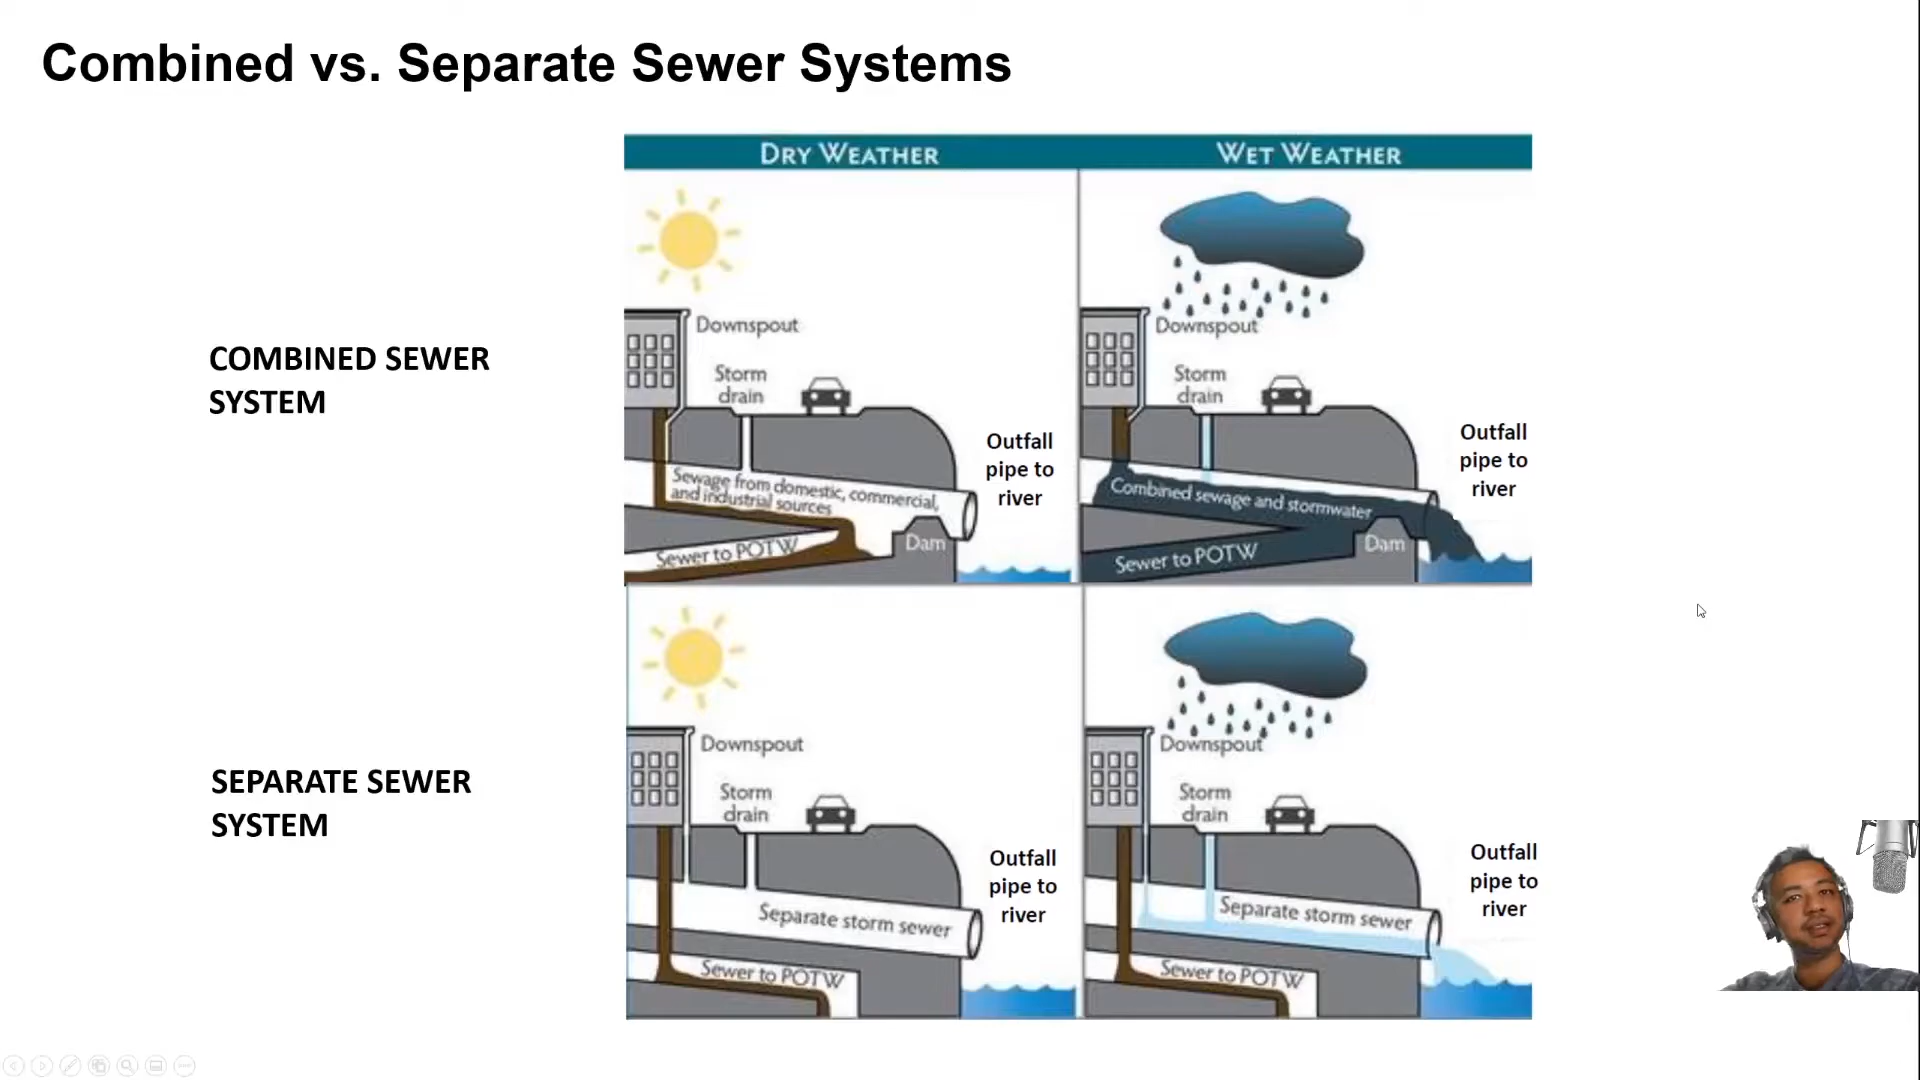 Combined vs. Separate Sewer Systems
DRY WEATHER
WET WEATHER
COMBINED SEWER
SYSTEM
Downspout
Storm
drain
Outfall
pipe to
river
Sewage from domestic, commercial,
and industrial sources
Sewer to POTW
Dam
Downspout
Storm
drain
Outfall
pipe to
river
Combined sewage and stormwater
Sewer to POTW
Dam
SEPARATE SEWER
SYSTEM
Downspout
Storm
drain
Outfall
pipe to
river
Separate storm sewer
Sewer to POTW
Downspout
Storm
drain
Outfall
pipe to
river
Separate storm sewer
Sewer to POTW